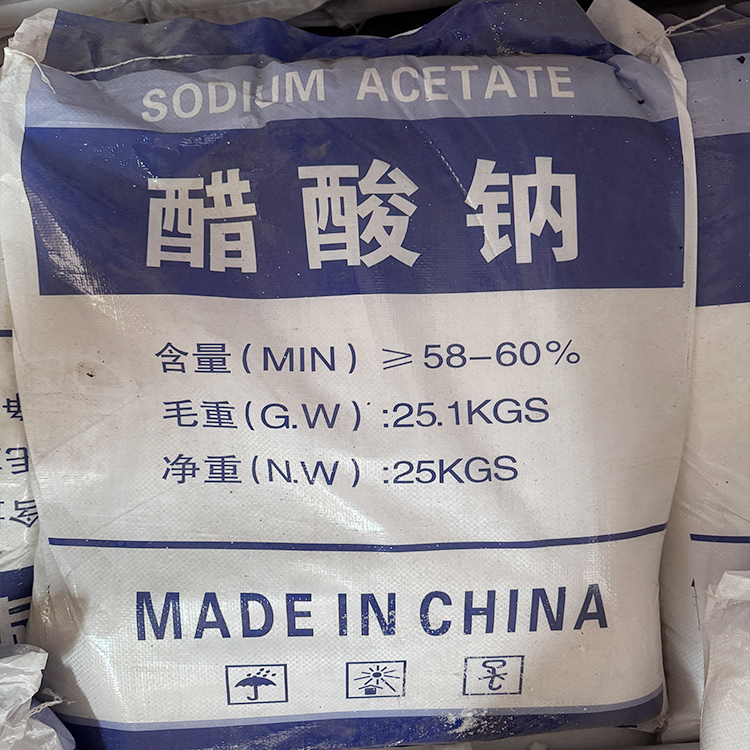 SODIUM ACETATE
醋酸钠
含量(MIN) ≥58-60%
毛重(G.W) :25.1KGS
净重(N.W) :25KGS
MADE IN CHINA